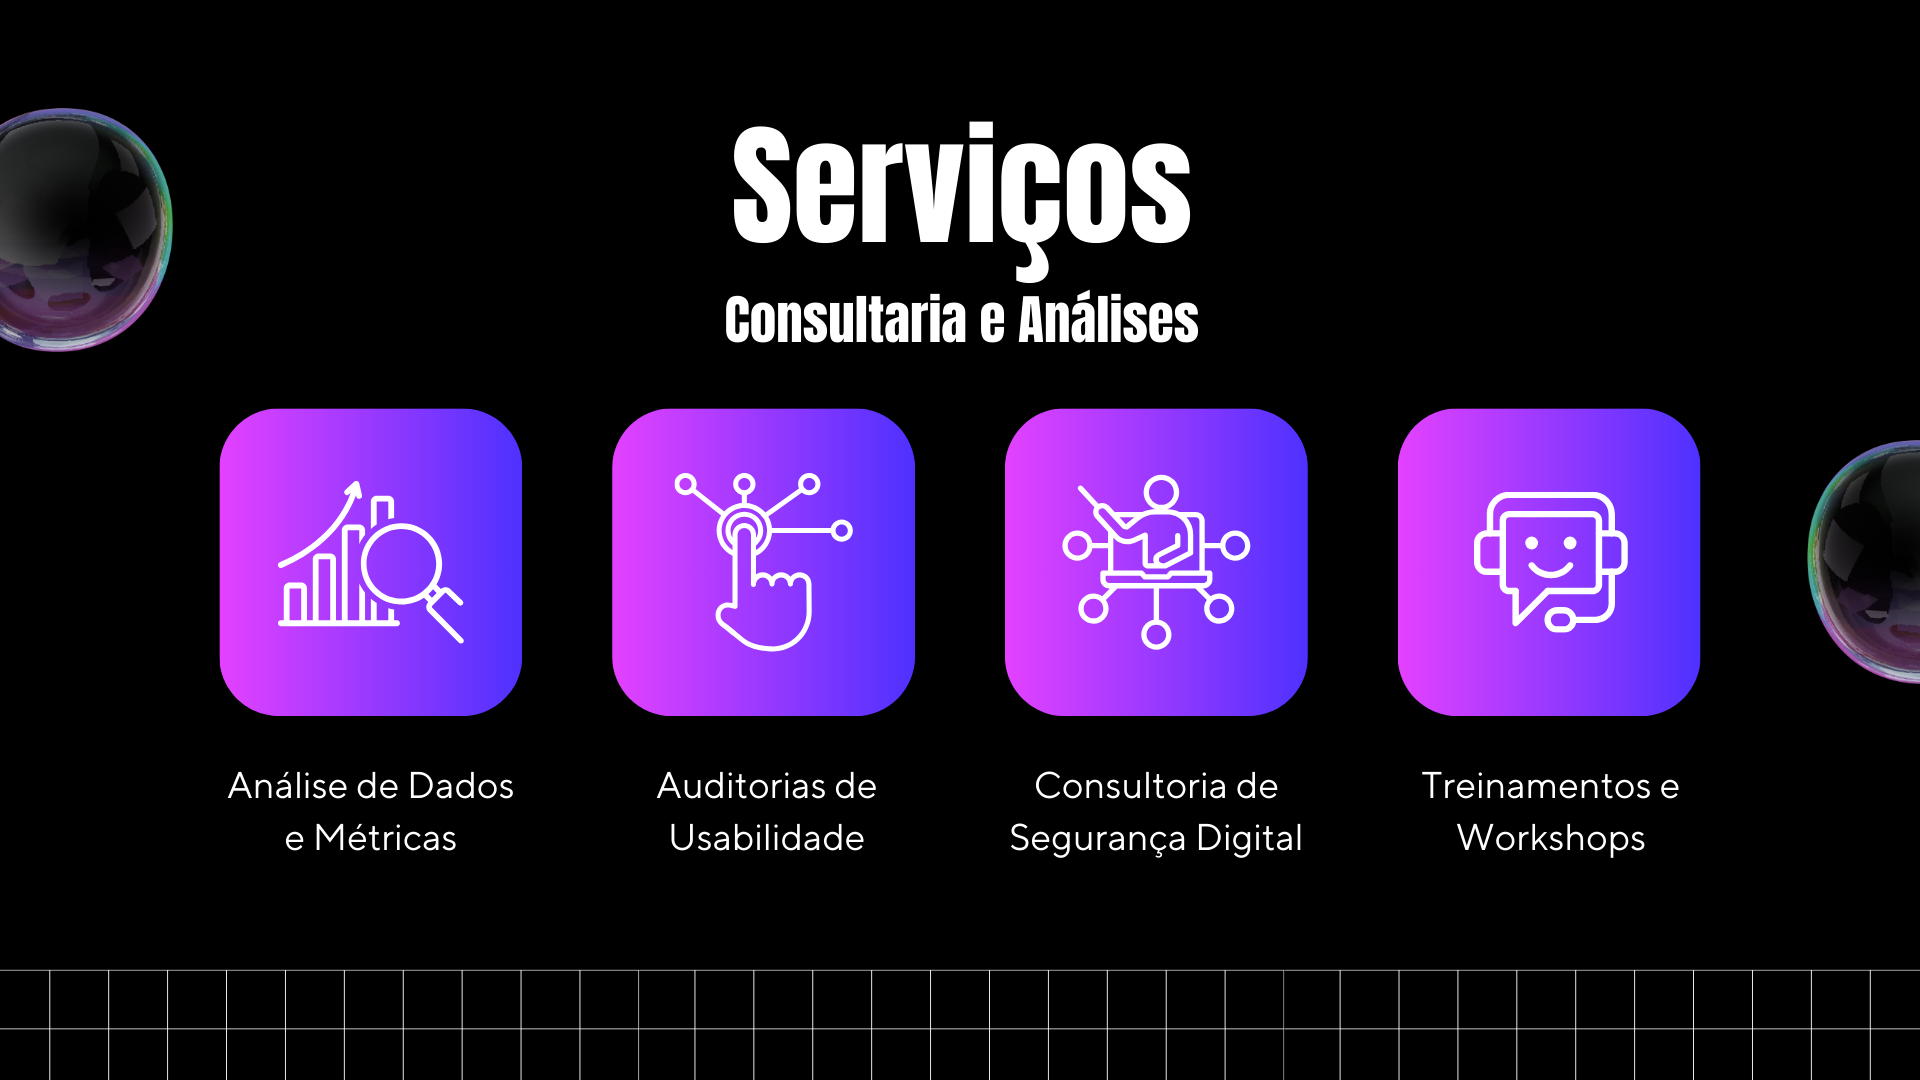 Serviços
Consultaria e Análises
Análise de Dados
e Métricas
Auditorias de
Usabilidade
Consultoria de
Segurança Digital
Treinamentos e
Workshops